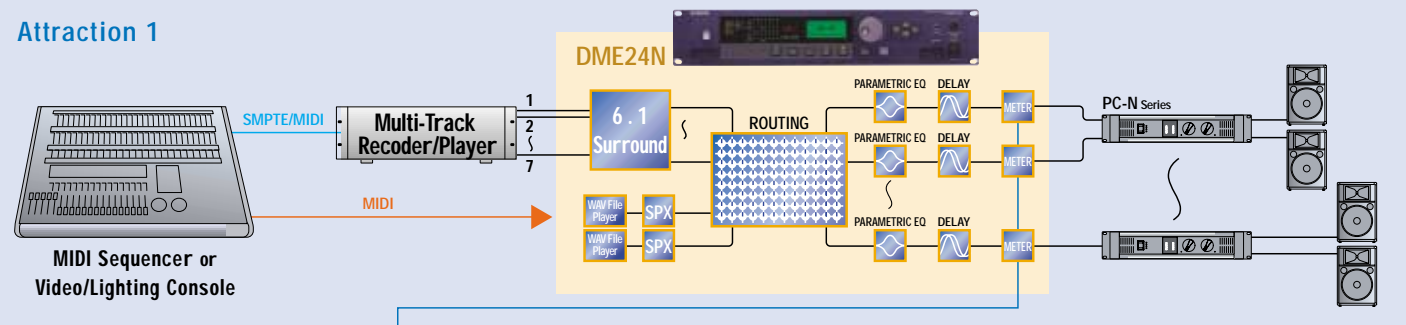 Attraction 1
DME24N
SMPTE/MIDI
Multi-Track
Recoder/Player
1
2
7
6.1
Surround
ROUTING
PARAMETRIC EQ
DELAY
METER
PC-N Series
PARAMETRIC EQ
DELAY
METER
MIDI
WAV File
Player
SPX
WAV File
Player
SPX
PARAMETRIC EQ
DELAY
METER
MIDI Sequencer or
Video/Lighting Console